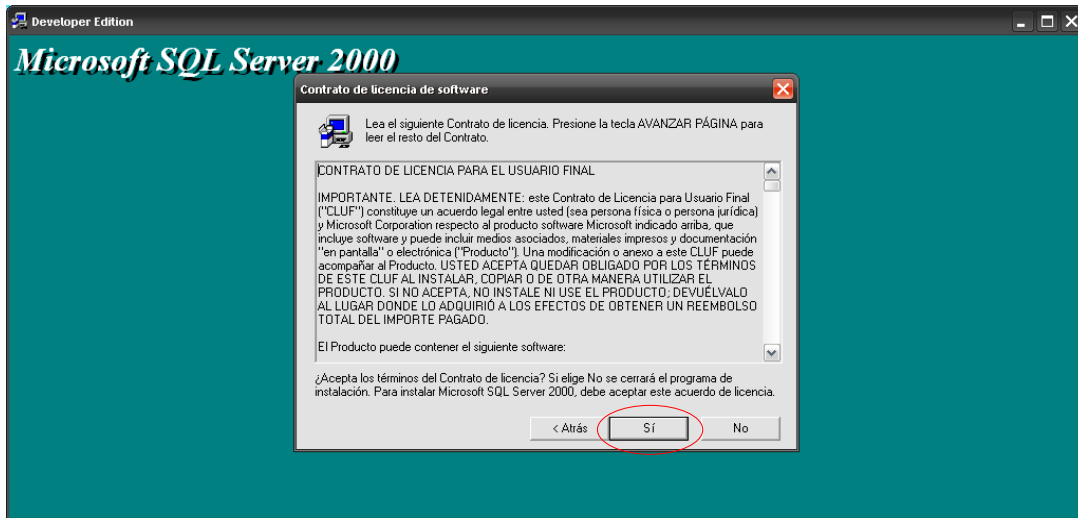 Developer Edition
Microsoft SQL Server 2000
Contrato de licencia de software
Lea el siguiente Contrato de licencia. Presione la tecla AVANZAR PÁGINA para
leer el resto del Contrato.
CONTRATO DE LICENCIA PARA EL USUARIO FINAL
IMPORTANTE. LEA DETENIDAMENTE: este Contrato de Licencia para Usuario Final
("CLUF") constituye un acuerdo legal entre usted (sea persona física o persona jurídica)
y Microsoft Corporation respecto al producto software Microsoft indicado arriba, que
incluye software y puede incluir medios asociados, materiales impresos y documentación
"en pantalla" o electrónica ("Producto"). Una modificación o anexo a este CLUF puede
acompañar al Producto. USTED ACEPTA QUEDAR OBLIGADO POR LOS TÉRMINOS
DE ESTE CLUF AL INSTALAR, COPIAR O DE OTRA MANERA UTILIZAR EL
PRODUCTO. SI NO ACEPTA, NO INSTALE NI USE EL PRODUCTO; DEVUÉLVALO
AL LUGAR DONDE LO ADQUIRIÓ A LOS EFECTOS DE OBTENER UN REEMBOLSO
TOTAL DEL IMPORTE PAGADO.
El Producto puede contener el siguiente software:
¿Acepta los términos del Contrato de licencia? Si elige No se cerrará el programa de
instalación. Para instalar Microsoft SQL Server 2000, debe aceptar este acuerdo de licencia.
< Atrás
Sí
No